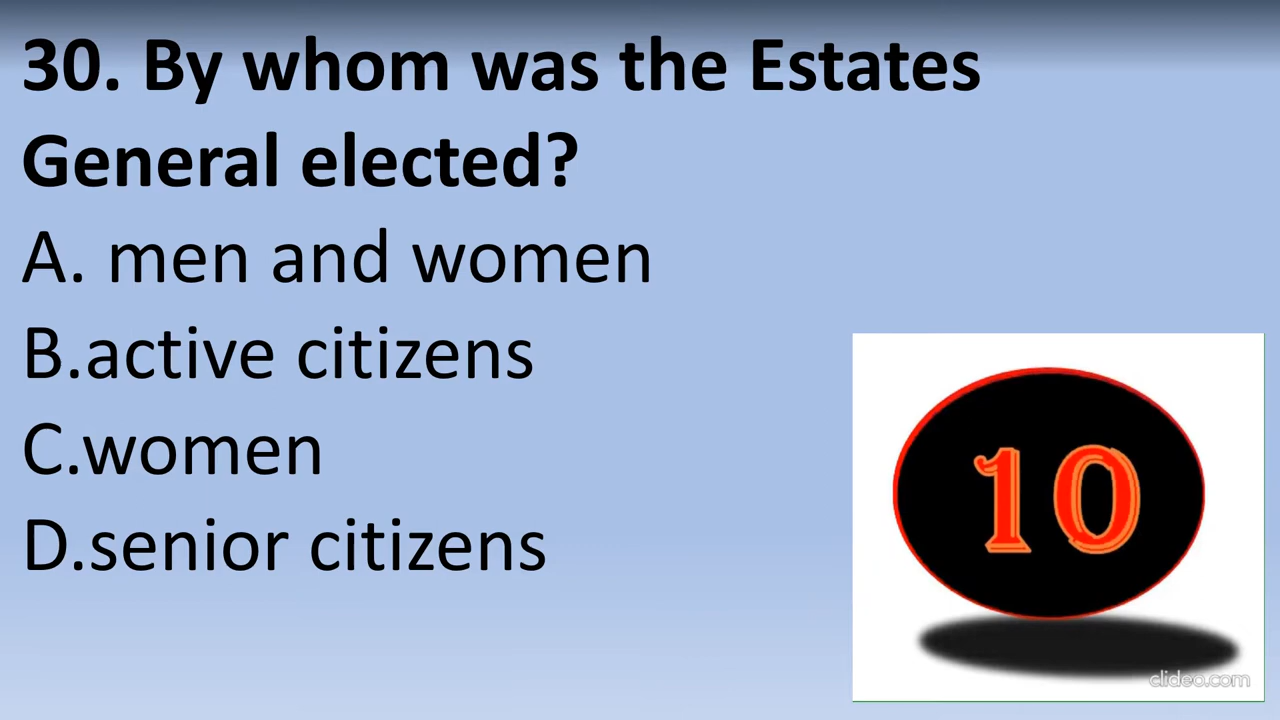 30. By whom was the Estates
General elected?
A. men and women
B.active citizens
C.women
D.senior citizens
10
clideo.com